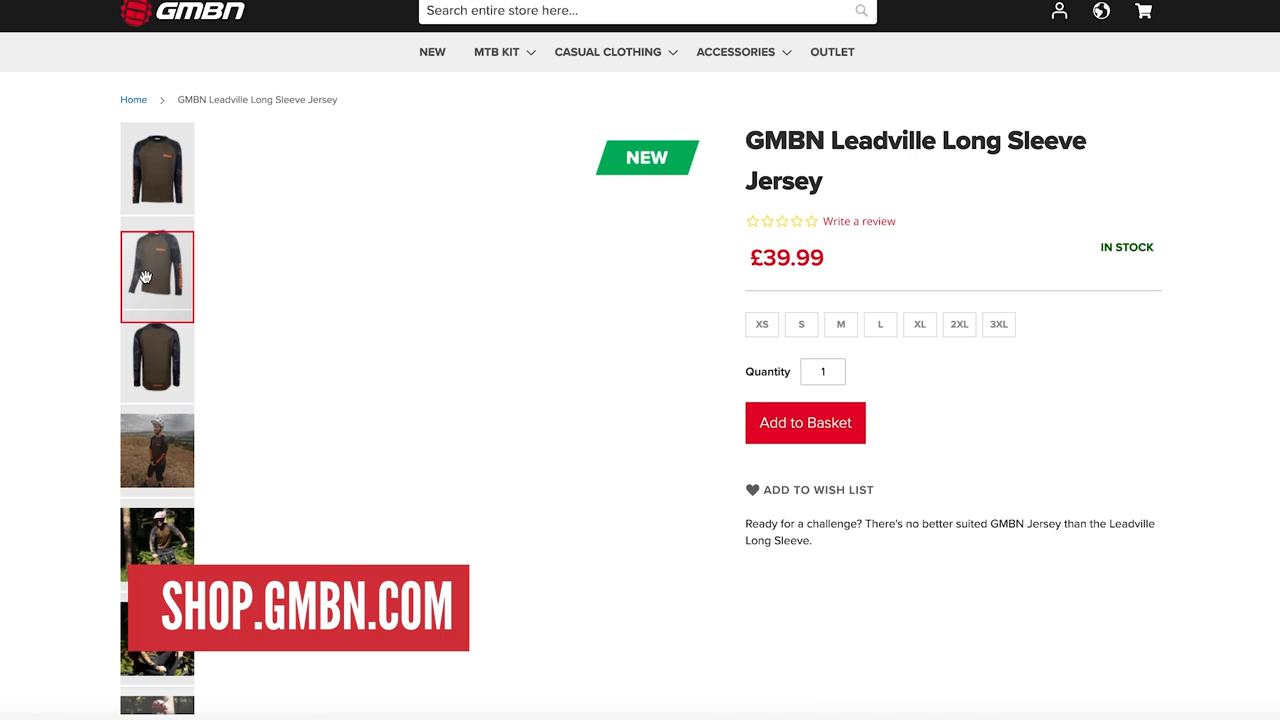 GMBN
Search entire store here...
NEW
MTB KIT
CASUAL CLOTHING
ACCESSORIES
OUTLET
Home
GMBN Leadville Long Sleeve Jersey
NEW
GMBN Leadville Long Sleeve
Jersey
Write a review
£39.99
IN STOCK
XS
S
M
L
XL
2XL
3XL
Quantity
1
Add to Basket
ADD TO WISH LIST
Ready for a challenge? There's no better suited GMBN Jersey than the Leadville
Long Sleeve.
SHOP.GMBN.COM